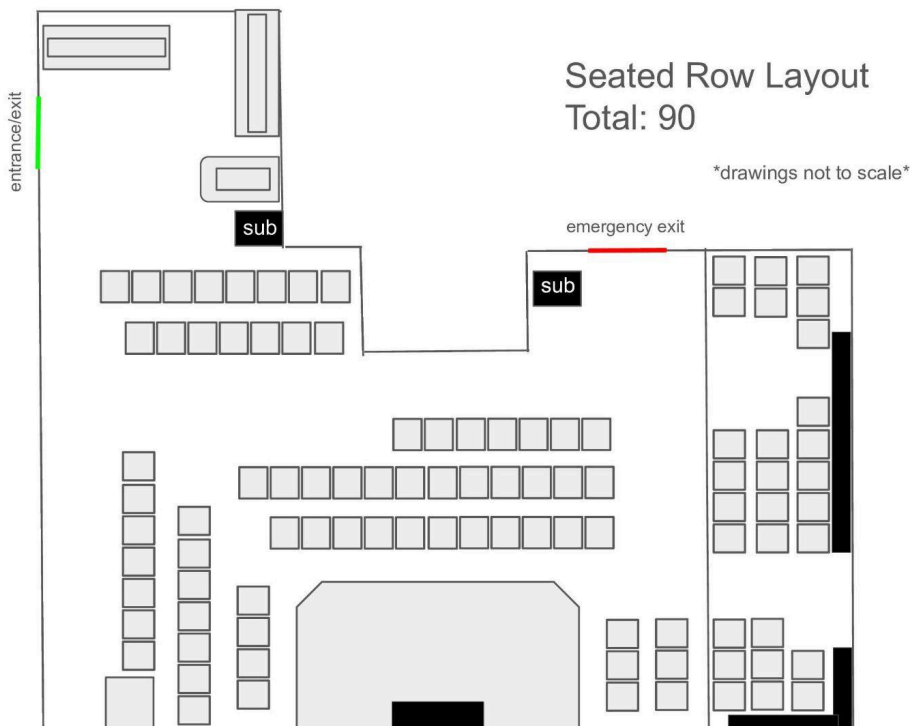 Seated Row Layout
Total: 90
*drawings not to scale*
entrance/exit
sub
emergency exit
sub